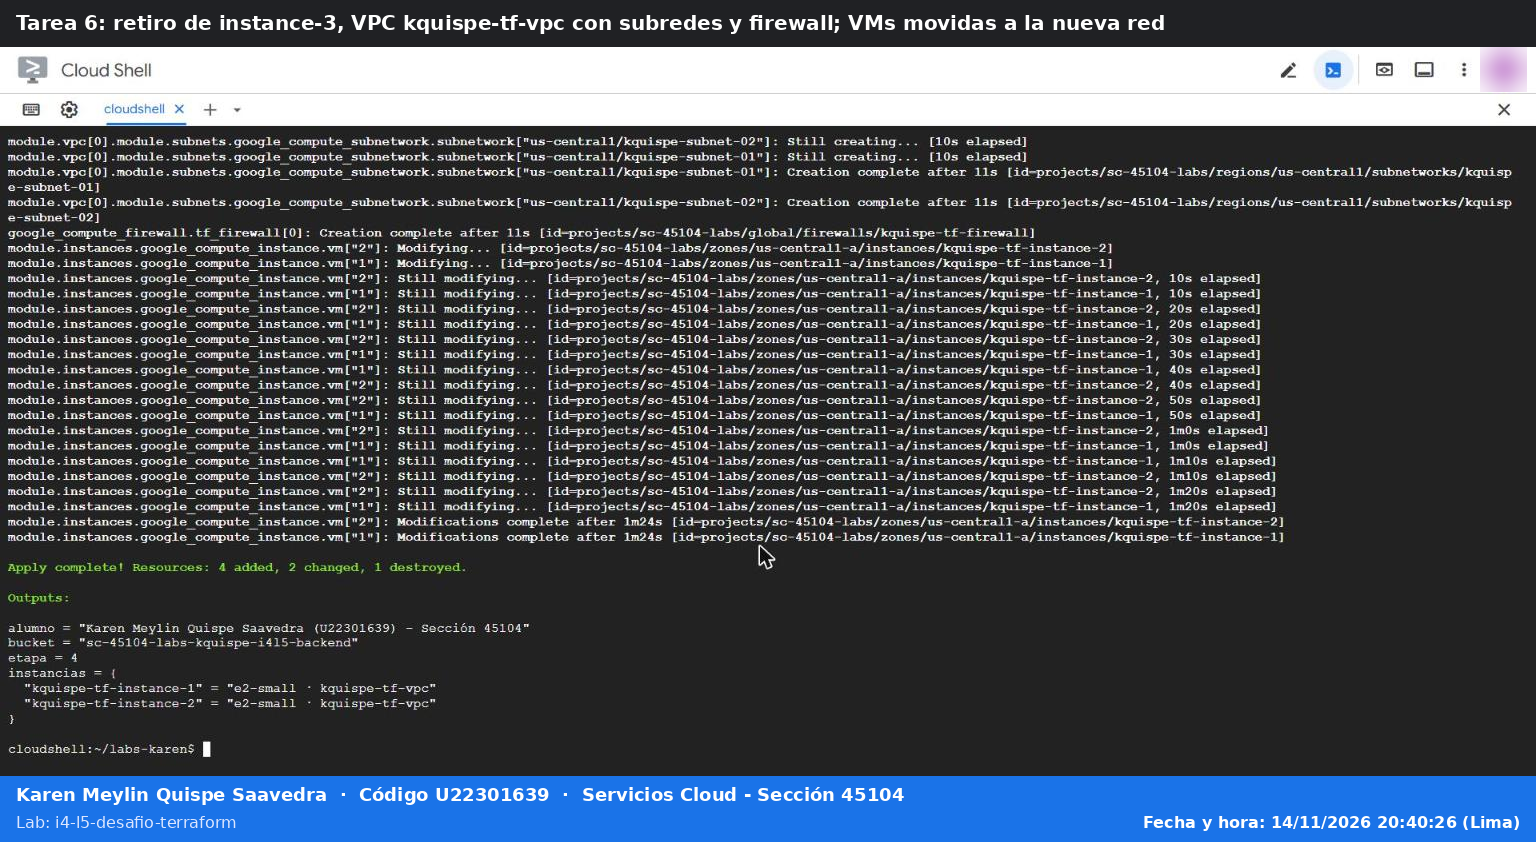 Tarea 6: retiro de instance-3, VPC kquispe-tf-vpc con subredes y firewall; VMs movidas a la nueva red
Cloud Shell
cloudshell
module.vpc[0].module.subnets.google_compute_subnetwork.subnetwork["us-central1/kquispe-subnet-02"]: Still creating... [10s elapsed]
module.vpc[0].module.subnets.google_compute_subnetwork.subnetwork["us-central1/kquispe-subnet-01"]: Still creating... [10s elapsed]
module.vpc[0].module.subnets.google_compute_subnetwork.subnetwork["us-central1/kquispe-subnet-01"]: Creation complete after 11s [id=projects/sc-45104-labs/regions/us-central1/subnetworks/kquisp
e-subnet-01]
module.vpc[0].module.subnets.google_compute_subnetwork.subnetwork["us-central1/kquispe-subnet-02"]: Creation complete after 11s [id=projects/sc-45104-labs/regions/us-central1/subnetworks/kquisp
e-subnet-02]
google_compute_firewall.tf_firewall[0]: Creation complete after 11s [id=projects/sc-45104-labs/global/firewalls/kquispe-tf-firewall]
module.instances.google_compute_instance.vm["2"]: Modifying... [id=projects/sc-45104-labs/zones/us-central1-a/instances/kquispe-tf-instance-2]
module.instances.google_compute_instance.vm["1"]: Modifying... [id=projects/sc-45104-labs/zones/us-central1-a/instances/kquispe-tf-instance-1]
module.instances.google_compute_instance.vm["2"]: Still modifying... [id=projects/sc-45104-labs/zones/us-central1-a/instances/kquispe-tf-instance-2, 10s elapsed]
module.instances.google_compute_instance.vm["1"]: Still modifying... [id=projects/sc-45104-labs/zones/us-central1-a/instances/kquispe-tf-instance-1, 10s elapsed]
module.instances.google_compute_instance.vm["2"]: Still modifying... [id=projects/sc-45104-labs/zones/us-central1-a/instances/kquispe-tf-instance-2, 20s elapsed]
module.instances.google_compute_instance.vm["1"]: Still modifying... [id=projects/sc-45104-labs/zones/us-central1-a/instances/kquispe-tf-instance-1, 20s elapsed]
module.instances.google_compute_instance.vm["2"]: Still modifying... [id=projects/sc-45104-labs/zones/us-central1-a/instances/kquispe-tf-instance-2, 30s elapsed]
module.instances.google_compute_instance.vm["1"]: Still modifying... [id=projects/sc-45104-labs/zones/us-central1-a/instances/kquispe-tf-instance-1, 30s elapsed]
module.instances.google_compute_instance.vm["1"]: Still modifying... [id=projects/sc-45104-labs/zones/us-central1-a/instances/kquispe-tf-instance-1, 40s elapsed]
module.instances.google_compute_instance.vm["2"]: Still modifying... [id=projects/sc-45104-labs/zones/us-central1-a/instances/kquispe-tf-instance-2, 40s elapsed]
module.instances.google_compute_instance.vm["2"]: Still modifying... [id=projects/sc-45104-labs/zones/us-central1-a/instances/kquispe-tf-instance-2, 50s elapsed]
module.instances.google_compute_instance.vm["1"]: Still modifying... [id=projects/sc-45104-labs/zones/us-central1-a/instances/kquispe-tf-instance-1, 50s elapsed]
module.instances.google_compute_instance.vm["2"]: Still modifying... [id=projects/sc-45104-labs/zones/us-central1-a/instances/kquispe-tf-instance-2, 1m0s elapsed]
module.instances.google_compute_instance.vm["1"]: Still modifying... [id=projects/sc-45104-labs/zones/us-central1-a/instances/kquispe-tf-instance-1, 1m0s elapsed]
module.instances.google_compute_instance.vm["1"]: Still modifying... [id=projects/sc-45104-labs/zones/us-central1-a/instances/kquispe-tf-instance-1, 1m10s elapsed]
module.instances.google_compute_instance.vm["2"]: Still modifying... [id=projects/sc-45104-labs/zones/us-central1-a/instances/kquispe-tf-instance-2, 1m10s elapsed]
module.instances.google_compute_instance.vm["2"]: Still modifying... [id=projects/sc-45104-labs/zones/us-central1-a/instances/kquispe-tf-instance-2, 1m20s elapsed]
module.instances.google_compute_instance.vm["1"]: Still modifying... [id=projects/sc-45104-labs/zones/us-central1-a/instances/kquispe-tf-instance-1, 1m20s elapsed]
module.instances.google_compute_instance.vm["2"]: Modifications complete after 1m24s [id=projects/sc-45104-labs/zones/us-central1-a/instances/kquispe-tf-instance-2]
module.instances.google_compute_instance.vm["1"]: Modifications complete after 1m24s [id=projects/sc-45104-labs/zones/us-central1-a/instances/kquispe-tf-instance-1]
Apply complete! Resources: 4 added, 2 changed, 1 destroyed.
Outputs:
alumno = "Karen Meylin Quispe Saavedra (U22301639) - Sección 45104"
bucket = "sc-45104-labs-kquispe-i4l5-backend"
etapa = 4
instancias = {
"kquispe-tf-instance-1" = "e2-small · kquispe-tf-vpc"
"kquispe-tf-instance-2" = "e2-small · kquispe-tf-vpc"
}
cloudshell:~/labs-karen$
Karen Meylin Quispe Saavedra · Código U22301639 · Servicios Cloud - Sección 45104
Lab: i4-l5-desafio-terraform
Fecha y hora: 14/11/2026 20:40:26 (Lima)